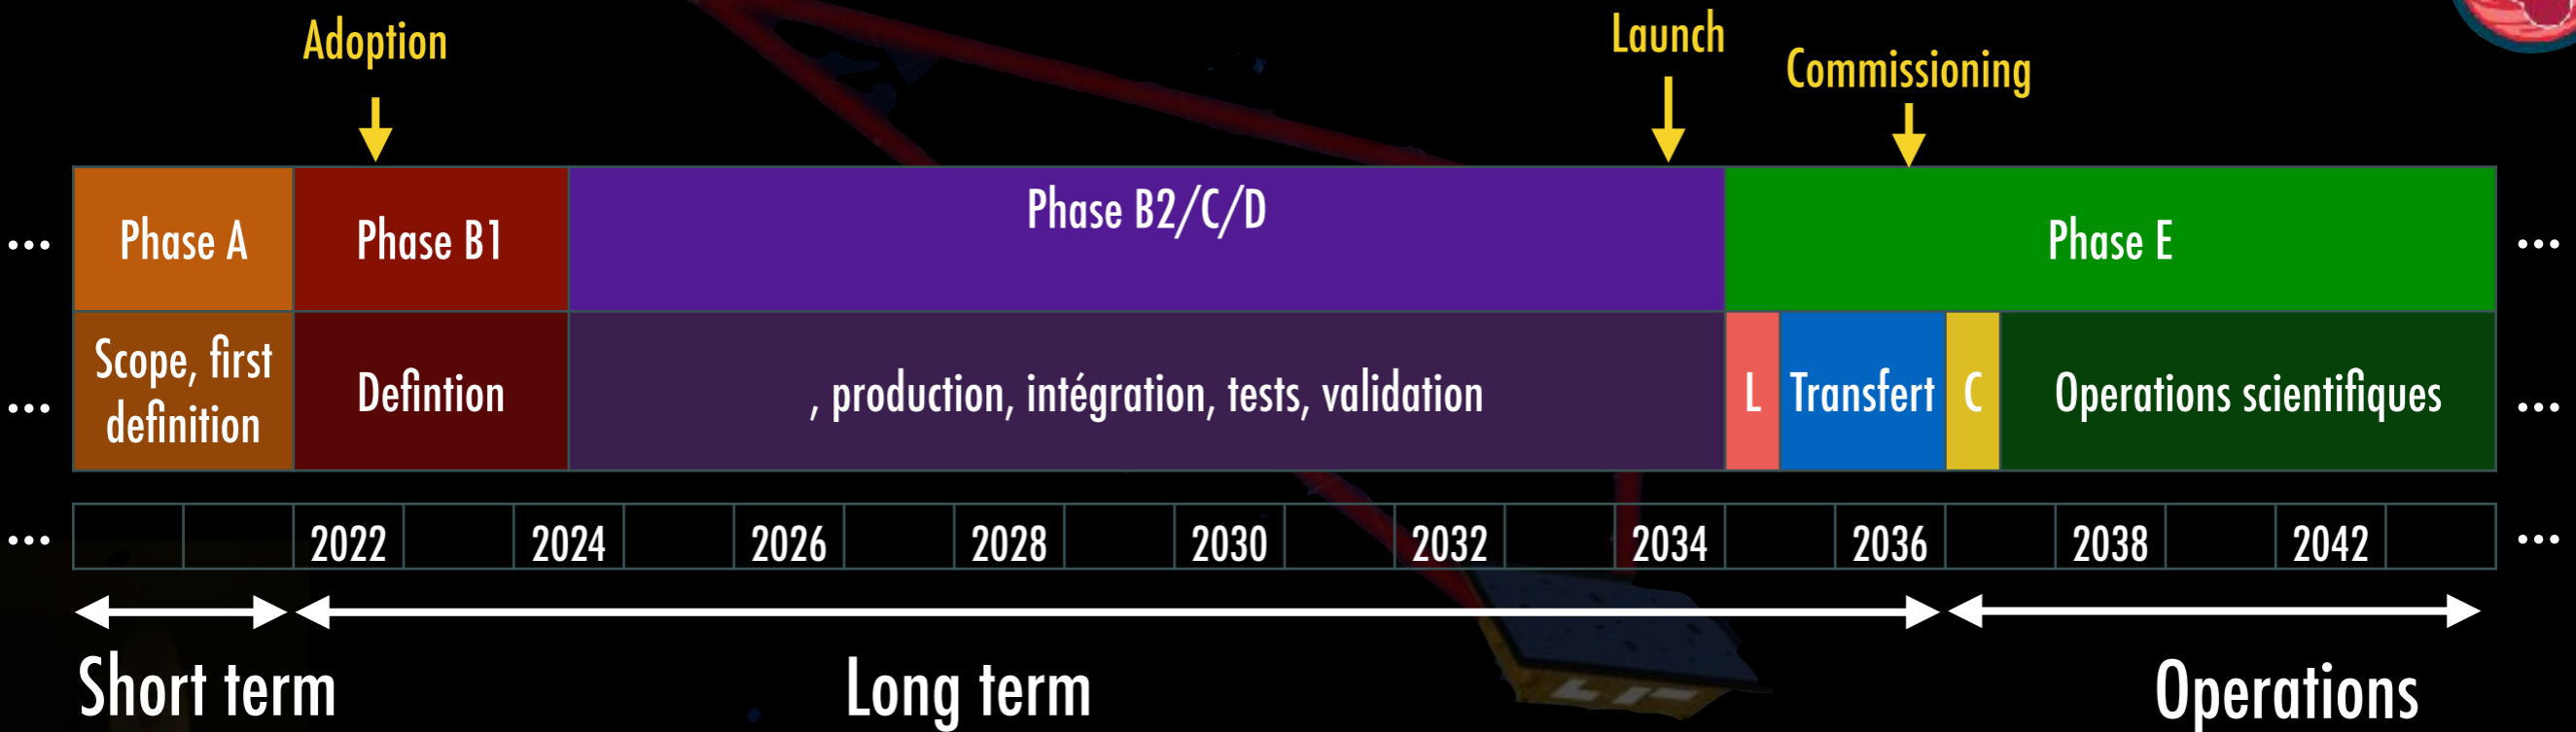 Adoption
Launch
Commissioning
... Phase A Phase B1 Phase B2/C/D Phase E ...
... Scope, first
definition
Defintion
, production, intégration, tests, validation
L
Transfert
C
Operations scientifiques ...
... 2022 2024 2026 2028 2030 2032 2034 2036 2038 2042 ...
Short term Long term Operations